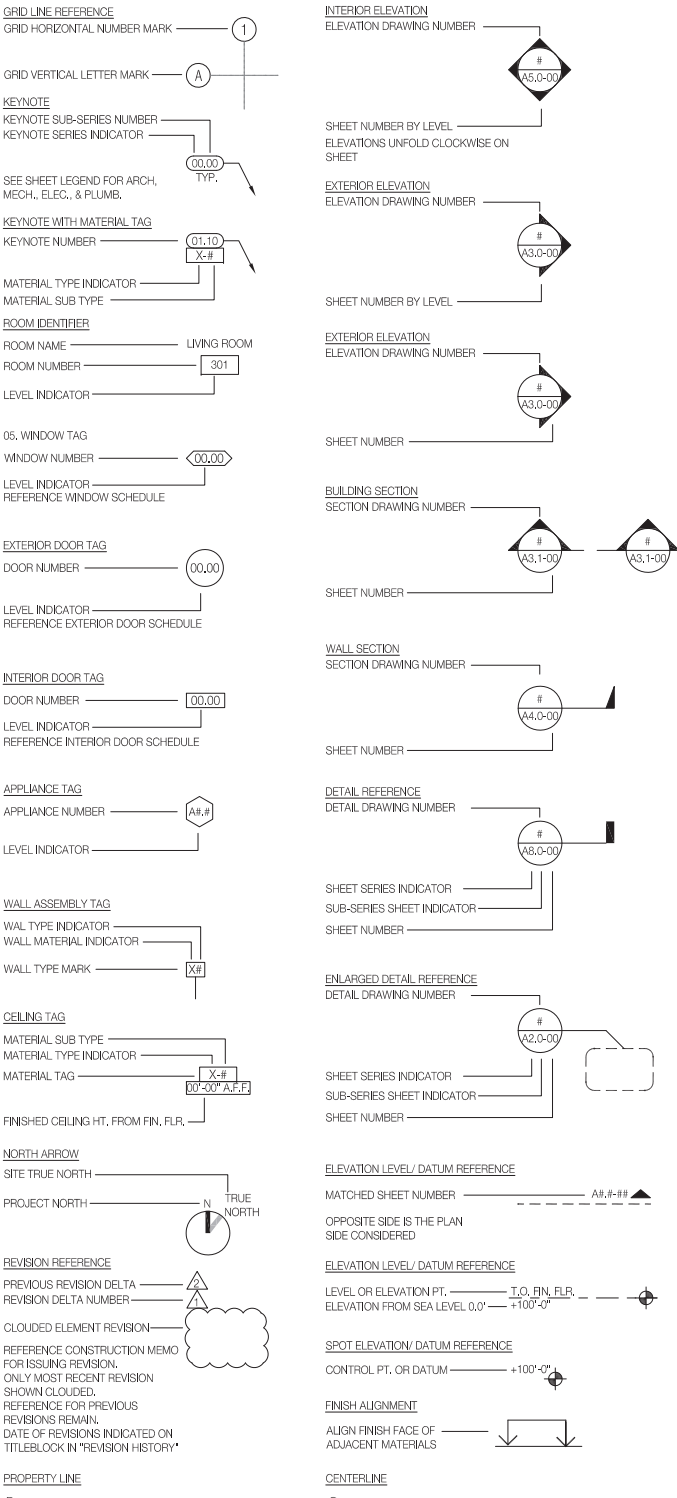 GRID LINE REFERENCE
GRID HORIZONTAL NUMBER MARK
1
GRID VERTICAL LETTER MARK
A
KEYNOTE
KEYNOTE SUB-SERIES NUMBER
KEYNOTE SERIES INDICATOR
00.00
TYP.
SEE SHEET LEGEND FOR ARCH,
MECH., ELEC., & PLUMB.
KEYNOTE WITH MATERIAL TAG
KEYNOTE NUMBER
01.10
X-#
MATERIAL TYPE INDICATOR
MATERIAL SUB TYPE
ROOM IDENTIFIER
ROOM NAME
LIVING ROOM
ROOM NUMBER
301
LEVEL INDICATOR
05. WINDOW TAG
WINDOW NUMBER
00.00
LEVEL INDICATOR
REFERENCE WINDOW SCHEDULE
EXTERIOR DOOR TAG
DOOR NUMBER
00.00
LEVEL INDICATOR
REFERENCE EXTERIOR DOOR SCHEDULE
INTERIOR DOOR TAG
DOOR NUMBER
00.00
LEVEL INDICATOR
REFERENCE INTERIOR DOOR SCHEDULE
APPLIANCE TAG
APPLIANCE NUMBER
A#.#
LEVEL INDICATOR
WALL ASSEMBLY TAG
WAL TYPE INDICATOR
WALL MATERIAL INDICATOR
WALL TYPE MARK
X#
CEILING TAG
MATERIAL SUB TYPE
MATERIAL TYPE INDICATOR
MATERIAL TAG
X-#
00'-00" A.F.F.
FINISHED CEILING HT. FROM FIN. FLR.
NORTH ARROW
SITE TRUE NORTH
PROJECT NORTH
N
TRUE
NORTH
REVISION REFERENCE
PREVIOUS REVISION DELTA
2
REVISION DELTA NUMBER
1
CLOUDED ELEMENT REVISION
REFERENCE CONSTRUCTION MEMO
FOR ISSUING REVISION.
ONLY MOST RECENT REVISION
SHOWN CLOUDED.
REFERENCE FOR PREVIOUS
REVISIONS REMAIN.
DATE OF REVISIONS INDICATED ON
TITLEBLOCK IN "REVISION HISTORY"
PROPERTY LINE
INTERIOR ELEVATION
ELEVATION DRAWING NUMBER
#
A5.0-00
SHEET NUMBER BY LEVEL
ELEVATIONS UNFOLD CLOCKWISE ON
SHEET
EXTERIOR ELEVATION
ELEVATION DRAWING NUMBER
#
A3.0-00
SHEET NUMBER BY LEVEL
EXTERIOR ELEVATION
ELEVATION DRAWING NUMBER
#
A3.0-00
SHEET NUMBER
BUILDING SECTION
SECTION DRAWING NUMBER
#
A3.1-00
#
A3.1-00
SHEET NUMBER
WALL SECTION
SECTION DRAWING NUMBER
#
A4.0-00
SHEET NUMBER
DETAIL REFERENCE
DETAIL DRAWING NUMBER
#
A8.0-00
SHEET SERIES INDICATOR
SUB-SERIES SHEET INDICATOR
SHEET NUMBER
ENLARGED DETAIL REFERENCE
DETAIL DRAWING NUMBER
#
A2.0-00
SHEET SERIES INDICATOR
SUB-SERIES SHEET INDICATOR
SHEET NUMBER
ELEVATION LEVEL/ DATUM REFERENCE
MATCHED SHEET NUMBER
A#.#-##
OPPOSITE SIDE IS THE PLAN
SIDE CONSIDERED
ELEVATION LEVEL/ DATUM REFERENCE
LEVEL OR ELEVATION PT.
T.O. FIN. FLR.
ELEVATION FROM SEA LEVEL 0.0'
+100'-0"
SPOT ELEVATION/ DATUM REFERENCE
CONTROL PT. OR DATUM
+100'-0"
FINISH ALIGNMENT
ALIGN FINISH FACE OF
ADJACENT MATERIALS
CENTERLINE